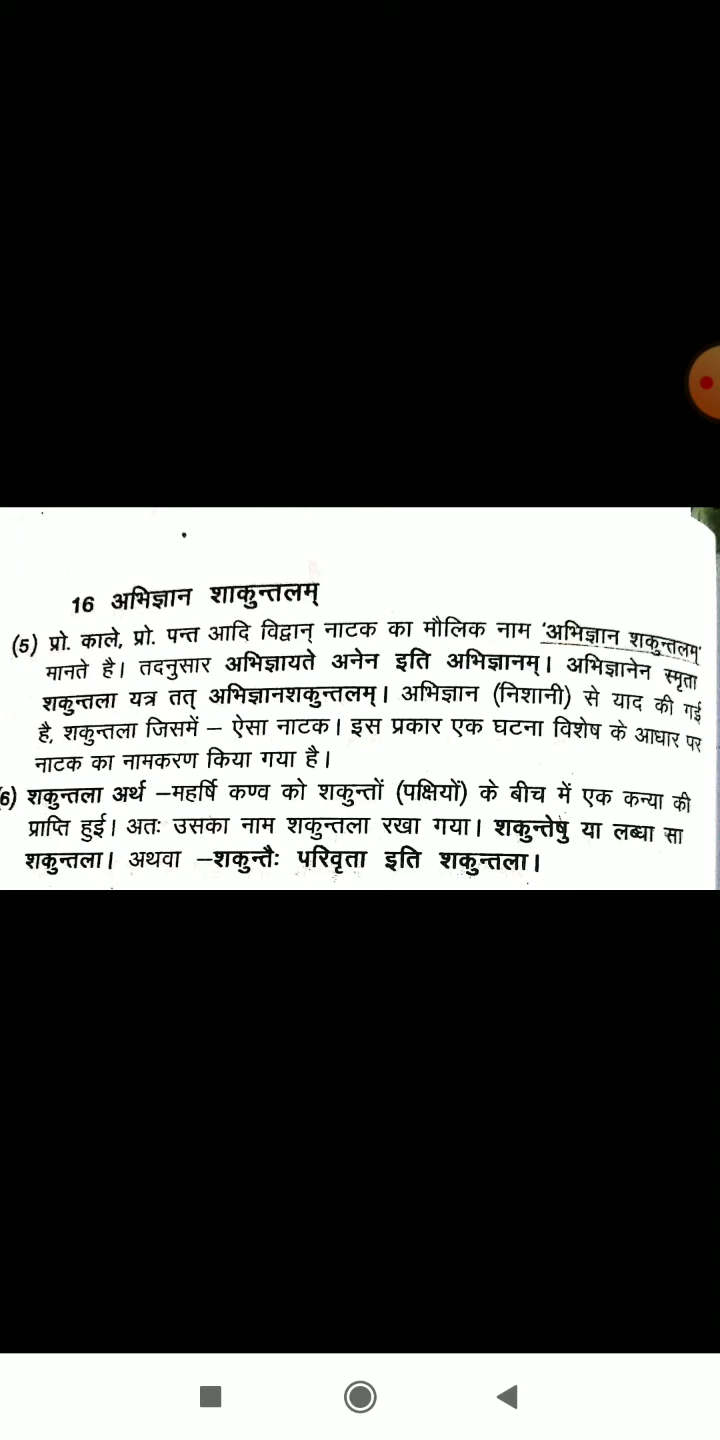 16 अभिज्ञान शाकुन्तलम्
(5) प्रो. काले, प्रो. पन्त आदि विद्वान् नाटक का मौलिक नाम 'अभिज्ञान शकुन्तलम्'
मानते है। तदनुसार अभिज्ञायते अनेन इति अभिज्ञानम्। अभिज्ञानेन स्मृता
शकुन्तला यत्र तत् अभिज्ञानशकुन्तलम्। अभिज्ञान (निशानी) से याद की गई
है, शकुन्तला जिसमें – ऐसा नाटक। इस प्रकार एक घटना विशेष के आधार पर
नाटक का नामकरण किया गया है।
6) शकुन्तला अर्थ –महर्षि कण्व को शकुन्तों (पक्षियों) के बीच में एक कन्या की
प्राप्ति हुई। अतः उसका नाम शकुन्तला रखा गया। शकुन्तेषु या लब्धा सा
शकुन्तला। अथवा –शकुन्तैः परिवृता इति शकुन्तला।